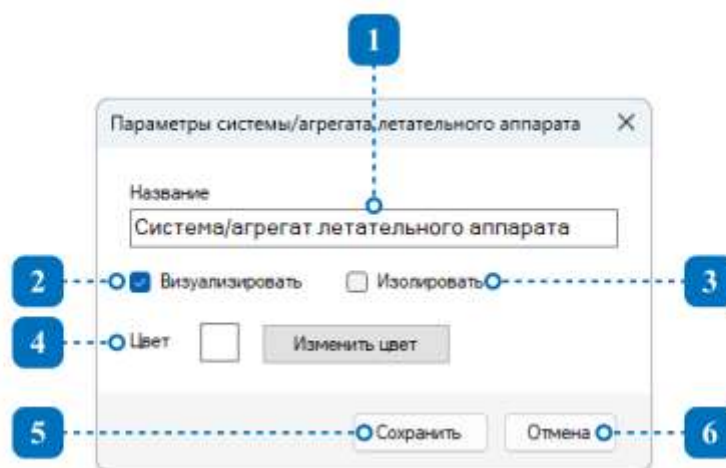 1
Параметры системы/агрегата летательного аппарата
Название
Система/агрегат летательного аппарата
2 Визуализировать Изолировать 3
4 Цвет Изменить цвет
5 Сохранить Отмена 6